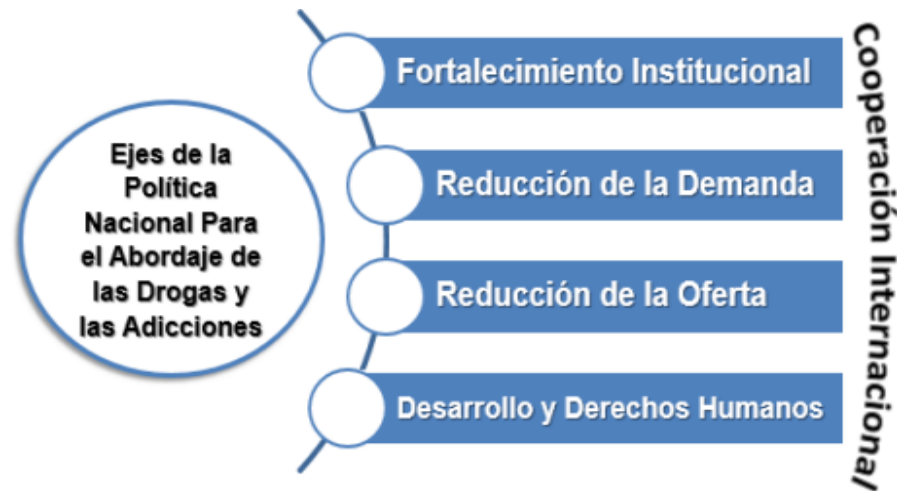 Ejes de la
Política
Nacional Para
el Abordaje de
las Drogas y
las Adicciones
Fortalecimiento Institucional
Reducción de la Demanda
Reducción de la Oferta
Desarrollo y Derechos Humanos
Cooperación Internacional